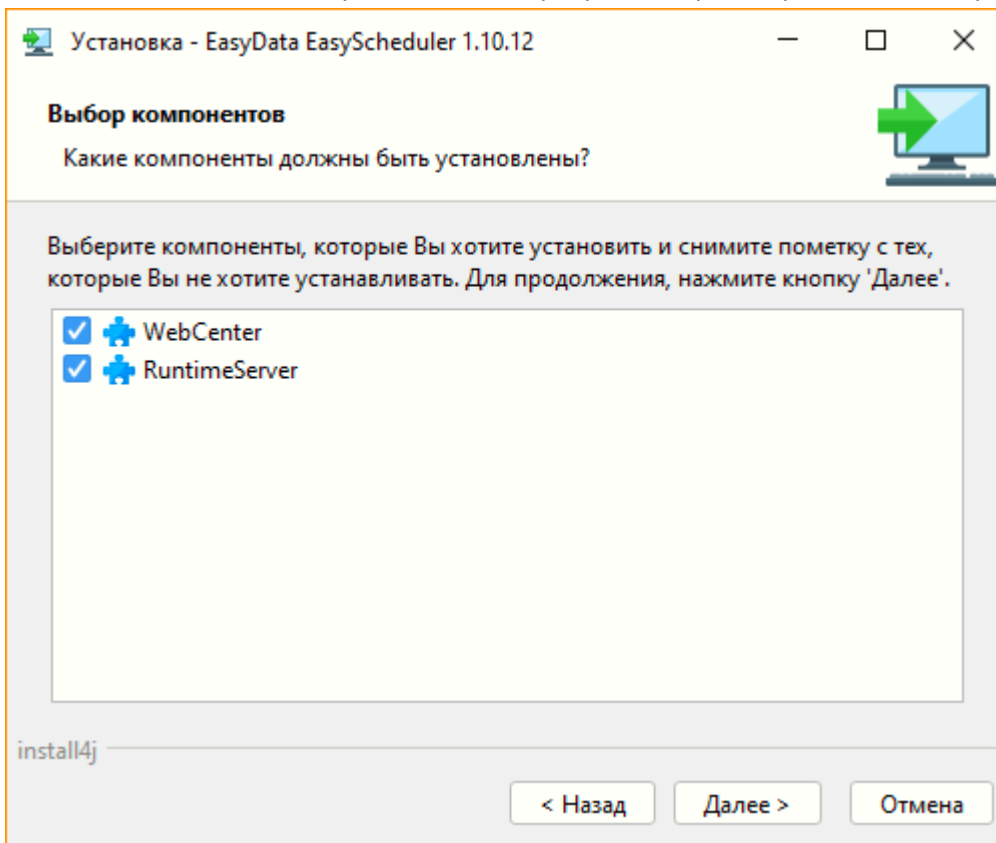 Установка - EasyData EasyScheduler 1.10.12
Выбор компонентов
Какие компоненты должны быть установлены?
Выберите компоненты, которые Вы хотите установить и снимите пометку с тех,
которые Вы не хотите устанавливать. Для продолжения, нажмите кнопку 'Далее'.
WebCenter
RuntimeServer
install4j
< Назад
Далее >
Отмена